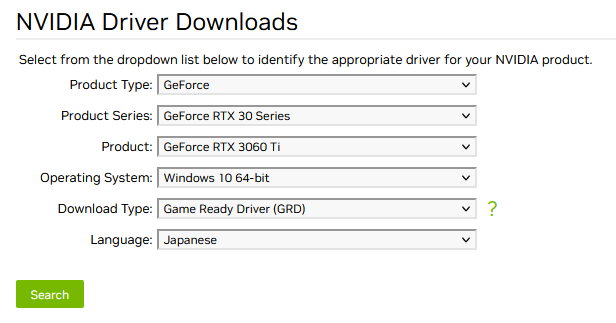 NVIDIA Driver Downloads
Select from the dropdown list below to identify the appropriate driver for your NVIDIA product.
Product Type: GeForce
Product Series: GeForce RTX 30 Series
Product: GeForce RTX 3060 Ti
Operating System: Windows 10 64-bit
Download Type: Game Ready Driver (GRD) ?
Language: Japanese
Search